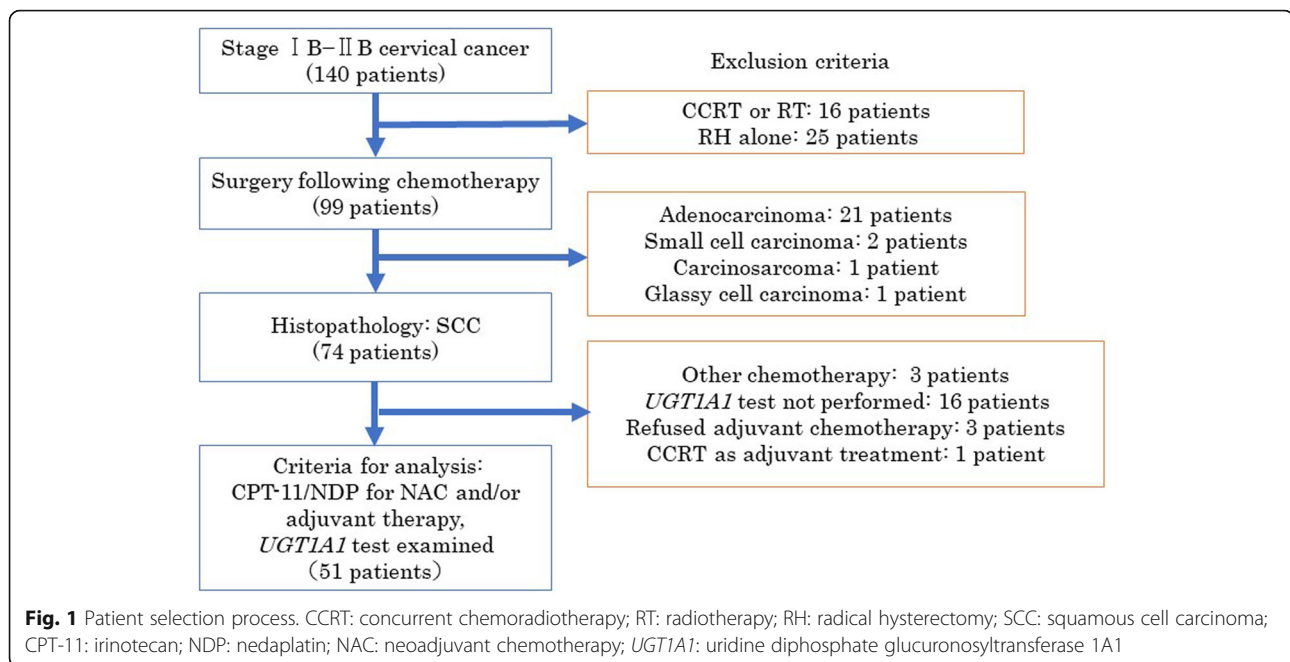 Stage ⅠB–ⅡB cervical cancer
(140 patients)
Exclusion criteria
CCRT or RT: 16 patients
RH alone: 25 patients
Surgery following chemotherapy
(99 patients)
Adenocarcinoma: 21 patients
Small cell carcinoma: 2 patients
Carcinosarcoma: 1 patient
Glassy cell carcinoma: 1 patient
Histopathology: SCC
(74 patients)
Other chemotherapy: 3 patients
UGT1A1 test not performed: 16 patients
Refused adjuvant chemotherapy: 3 patients
CCRT as adjuvant treatment: 1 patient
Criteria for analysis:
CPT-11/NDP for NAC and/or
adjuvant therapy,
UGT1A1 test examined
(51 patients)
Fig. 1 Patient selection process. CCRT: concurrent chemoradiotherapy; RT: radiotherapy; RH: radical hysterectomy; SCC: squamous cell carcinoma;
CPT-11: irinotecan; NDP: nedaplatin; NAC: neoadjuvant chemotherapy; UGT1A1: uridine diphosphate glucuronosyltransferase 1A1